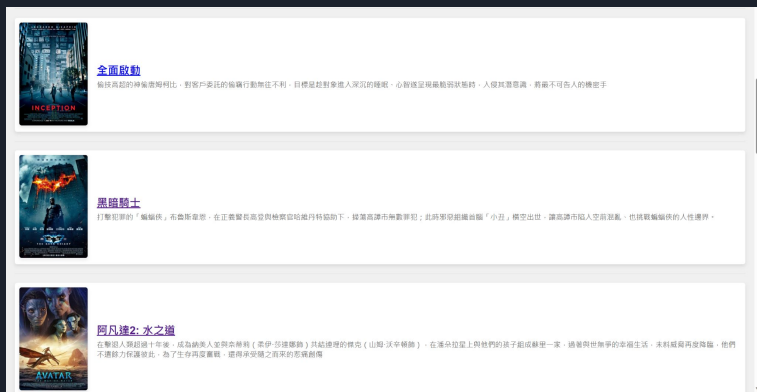 INCEPTION
全面啟動
偷技高超的神偷唐姆柯比，對客戶委託的偷竊行動無往不利，目標是趁對象進入深沉的睡眠、心智逐呈現最脆弱狀態時，入侵其潛意識，將最不可告人的機密手
黑暗騎士
打擊犯罪的「蝙蝠俠」布魯斯韋恩，在正義警長高登與檢察官哈維丹特協助下，掃蕩高譚市無數罪犯；此時邪惡組織首腦「小丑」橫空出世，讓高譚市陷入空前混亂，也挑戰蝙蝠俠的人性邊界。
AVATAR
阿凡達2: 水之道
在擊退人類超過十年後，成為納美人並與奈蒂莉（柔伊·莎達娜飾）共結連理的傑克（山姆·沃辛頓飾），在潘朵拉星上與他們的孩子組成蘇里一家，過著與世無爭的幸福生活，未料威脅再度降臨，他們
不遺餘力保護彼此，為了生存再度奮戰，還得承受隨之而來的悲痛創傷